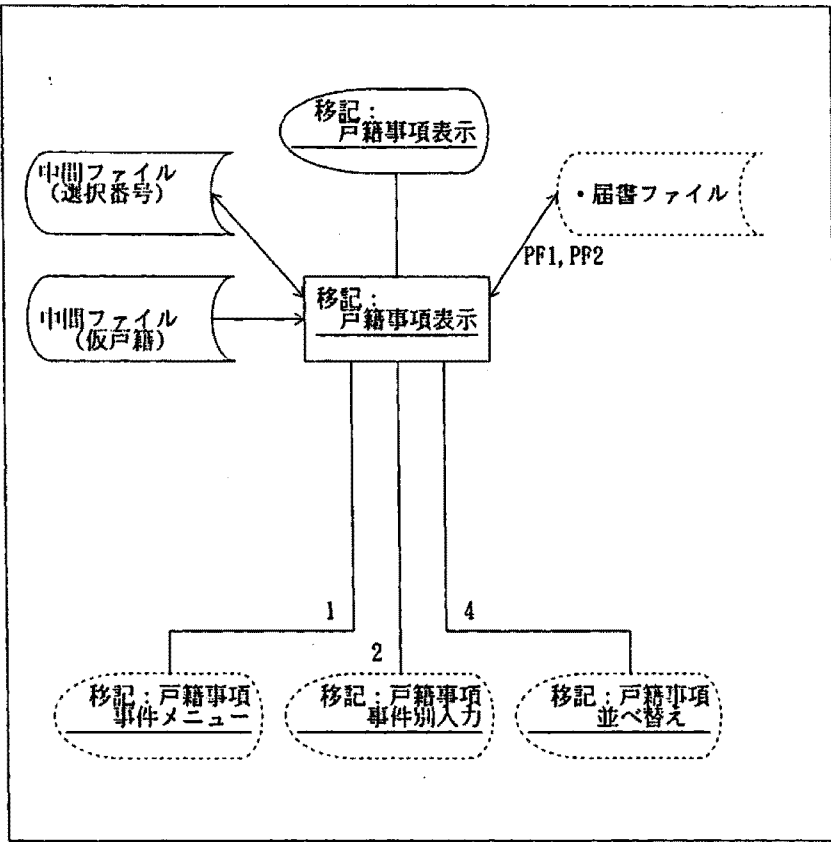 移記：
戸籍事項表示
中間ファイル
（選択番号）
・届書ファイル
PF1,PF2
移記：
戸籍事項表示
中間ファイル
（仮戸籍）
1
2
4
移記：戸籍事項
事件メニュー
移記：戸籍事項
事件別入力
移記：戸籍事項
並べ替え